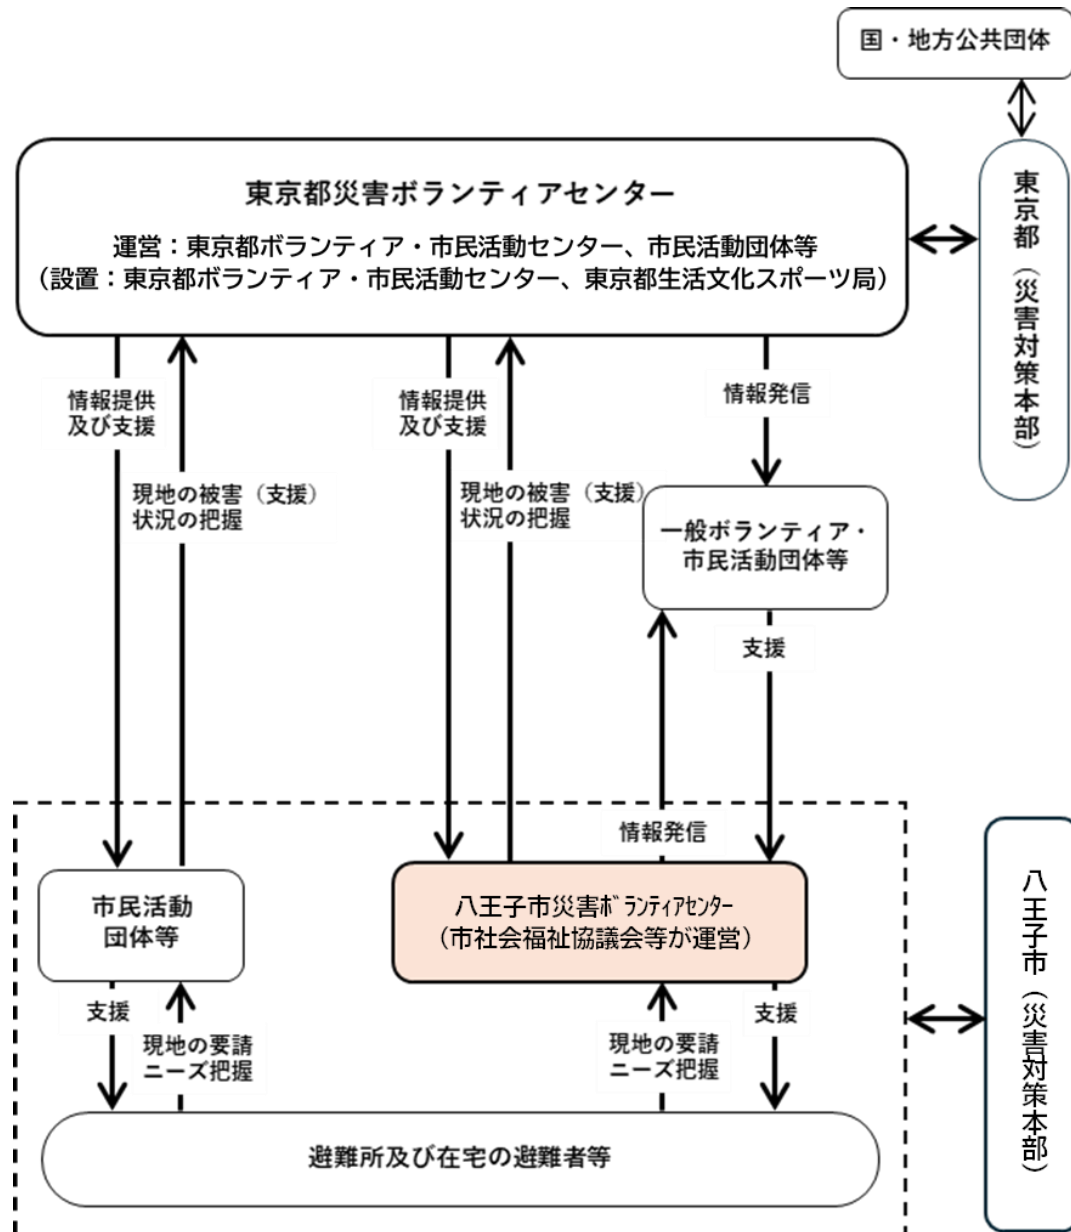 国・地方公共団体
東京都災害ボランティアセンター
運営：東京都ボランティア・市民活動センター、市民活動団体等
（設置：東京都ボランティア・市民活動センター、東京都生活文化スポーツ局）
東京都（災害対策本部）
情報提供
及び支援
現地の被害（支援）
状況の把握
情報提供
及び支援
現地の被害（支援）
状況の把握
情報発信
一般ボランティア・
市民活動団体等
支援
情報発信
市民活動
団体等
八王子市災害ﾎﾞﾗﾝﾃｨｱｾﾝﾀｰ
（市社会福祉協議会等が運営）
八王子市（災害対策本部）
支援
現地の要請
ニーズ把握
現地の要請
ニーズ把握
支援
避難所及び在宅の避難者等